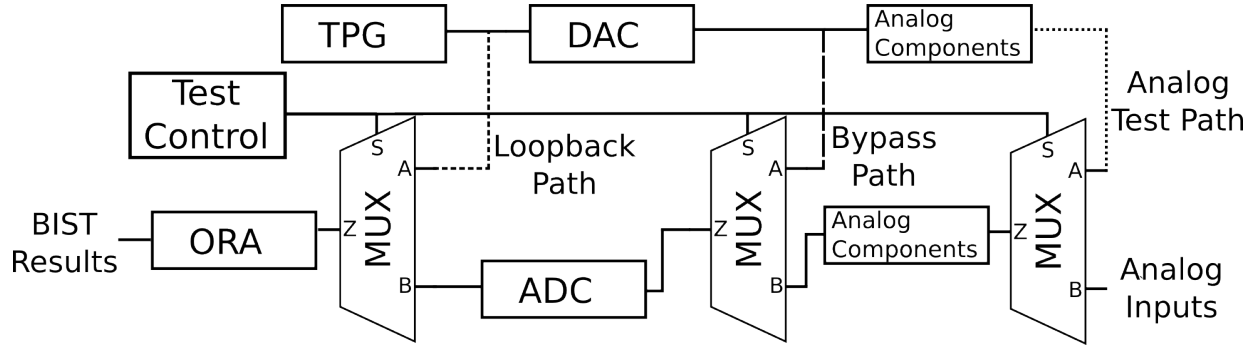 TPG
DAC
Analog
Components
Test
Control
Analog
Test Path
S
S
S
A
Loopback
Path
A
Bypass
Path
A
BIST
Results
ORA
Z
MUX
Z
MUX
Analog
Components
Z
MUX
B
ADC
B
B
Analog
Inputs